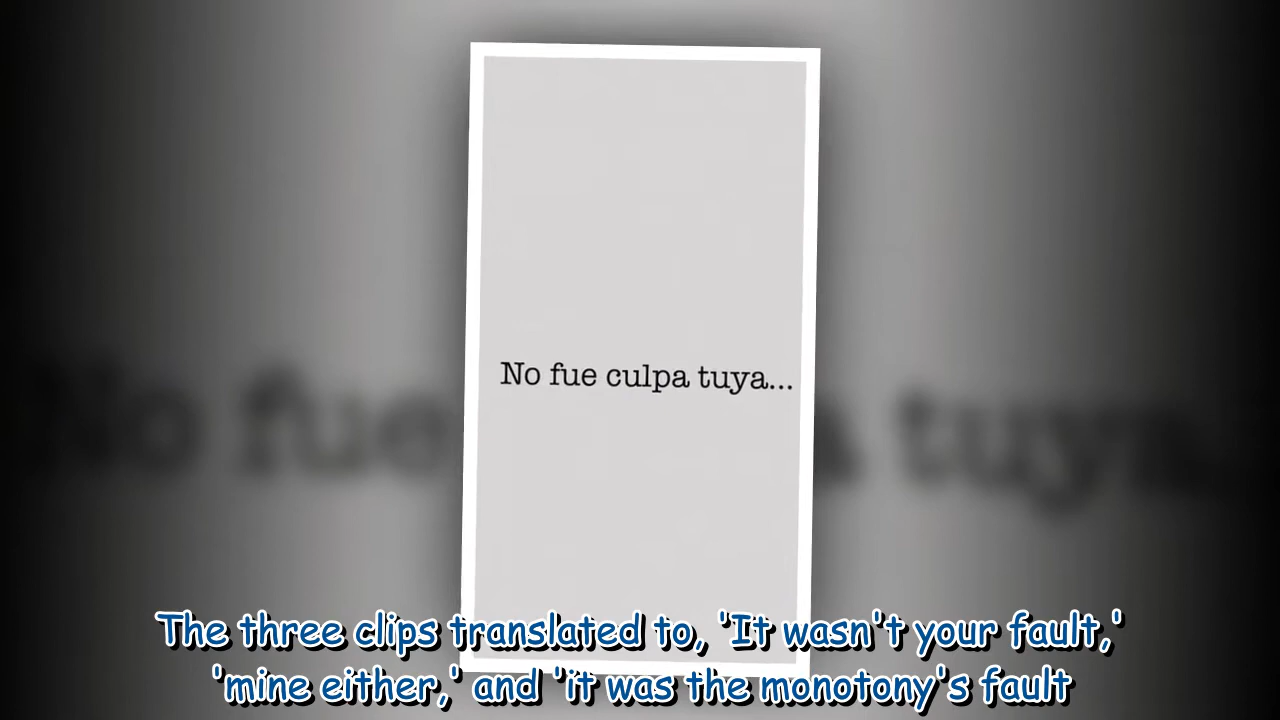 No fue culpa tuya...
The three clips translated to, 'It wasn't your fault,'
'mine either,' and 'it was the monotony's fault